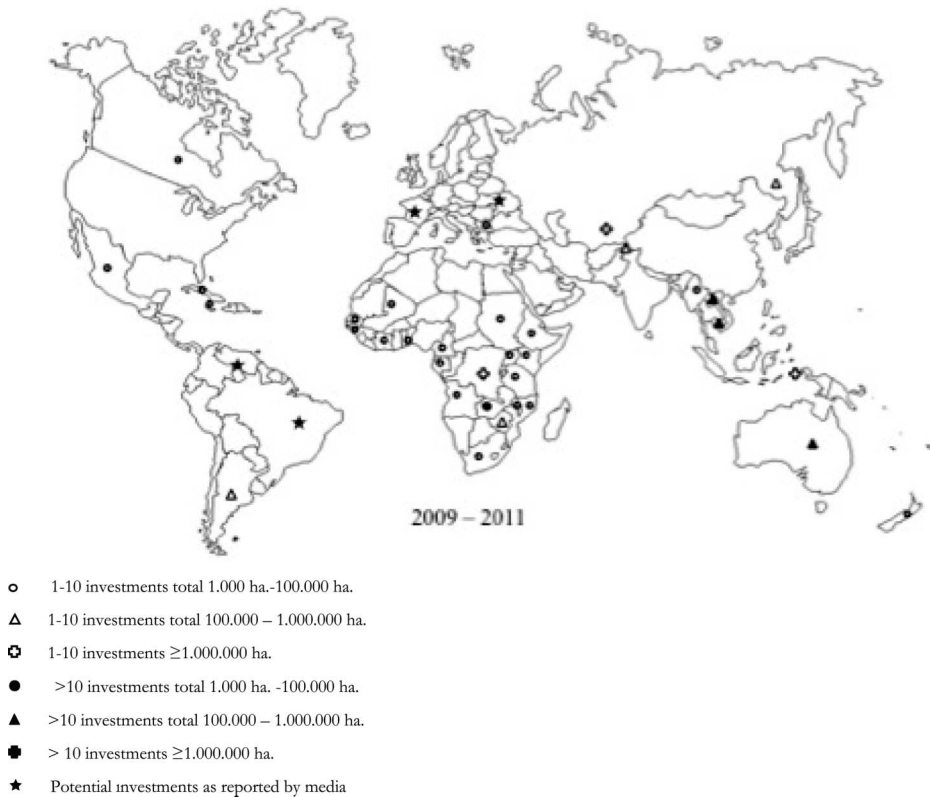 2009 – 2011
1-10 investments total 1.000 ha.-100.000 ha.
1-10 investments total 100.000 – 1.000.000 ha.
1-10 investments ≥1.000.000 ha.
>10 investments total 1.000 ha. -100.000 ha.
>10 investments total 100.000 – 1.000.000 ha.
> 10 investments ≥1.000.000 ha.
Potential investments as reported by media